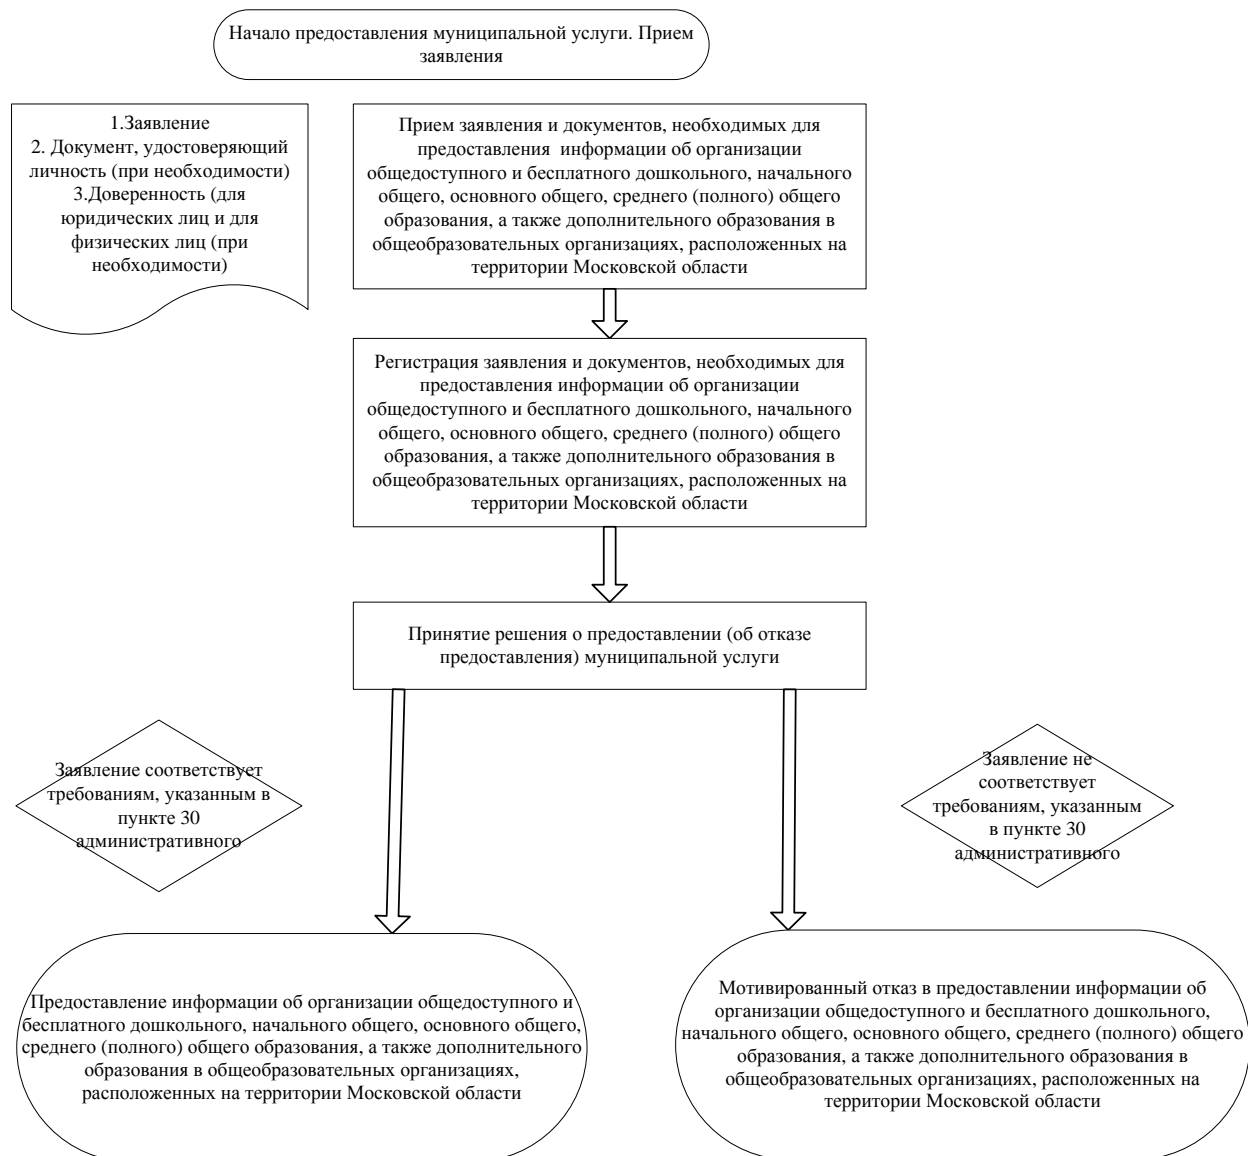 Начало предоставления муниципальной услуги. Прием
заявления
1.Заявление
2. Документ, удостоверяющий
личность (при необходимости)
3.Доверенность (для
юридических лиц и для
физических лиц (при
необходимости)
Прием заявления и документов, необходимых для
предоставления информации об организации
общедоступного и бесплатного дошкольного, начального
общего, основного общего, среднего (полного) общего
образования, а также дополнительного образования в
общеобразовательных организациях, расположенных на
территории Московской области
Регистрация заявления и документов, необходимых для
предоставления информации об организации
общедоступного и бесплатного дошкольного, начального
общего, основного общего, среднего (полного) общего
образования, а также дополнительного образования в
общеобразовательных организациях, расположенных на
территории Московской области
Принятие решения о предоставлении (об отказе
предоставления) муниципальной услуги
Заявление соответствует
требованиям, указанным в
пункте 30
административного
Заявление не
соответствует
требованиям, указанным
в пункте 30
административного
Предоставление информации об организации общедоступного и
бесплатного дошкольного, начального общего, основного общего,
среднего (полного) общего образования, а также дополнительного
образования в общеобразовательных организациях,
расположенных на территории Московской области
Мотивированный отказ в предоставлении информации об
организации общедоступного и бесплатного дошкольного,
начального общего, основного общего, среднего (полного) общего
образования, а также дополнительного образования в
общеобразовательных организациях, расположенных на
территории Московской области